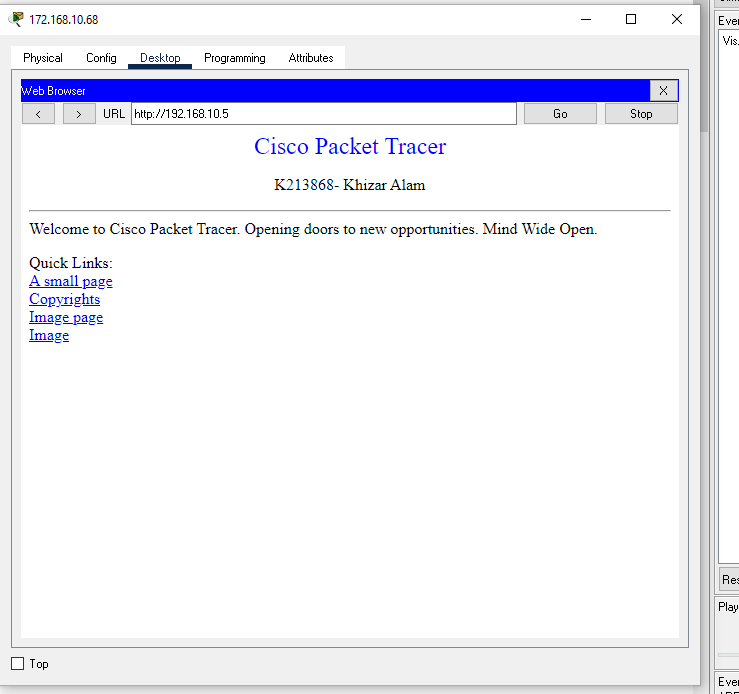 172.168.10.68
Physical Config Desktop Programming Attributes
Web Browser X
< > URL http://192.168.10.5 Go Stop
Cisco Packet Tracer
K213868- Khizar Alam
Welcome to Cisco Packet Tracer. Opening doors to new opportunities. Mind Wide Open.
Quick Links:
A small page
Copyrights
Image page
Image
Top
Ever
Vis.
Res
Play
Ever